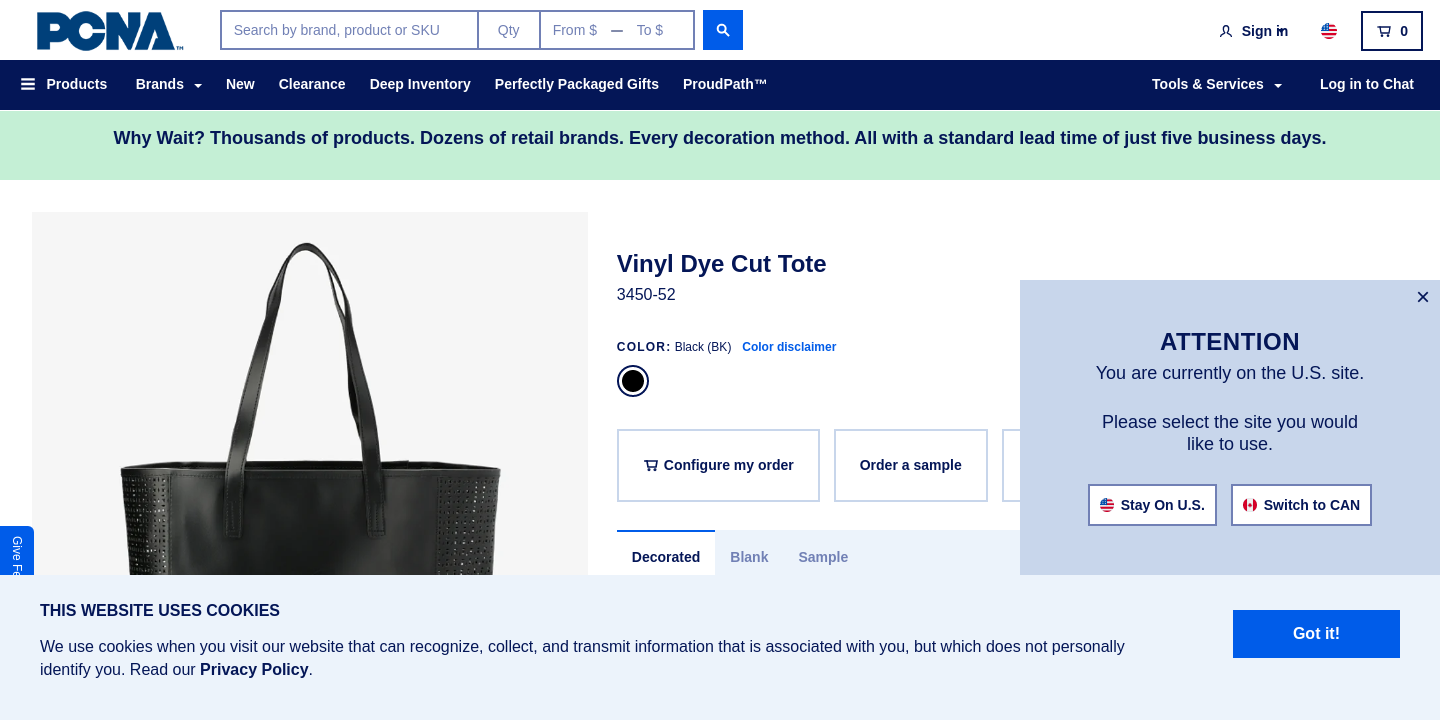 PCNA™
Search by brand, product or SKU
Qty
From $ — To $
Sign in
0
Products
Brands
New
Clearance
Deep Inventory
Perfectly Packaged Gifts
ProudPath™
Tools & Services
Log in to Chat
Why Wait? Thousands of products. Dozens of retail brands. Every decoration method. All with a standard lead time of just five business days.
Vinyl Dye Cut Tote
3450-52
COLOR: Black (BK) Color disclaimer
Configure my order
Order a sample
Decorated
Blank
Sample
×
ATTENTION
You are currently on the U.S. site.
Please select the site you would
like to use.
Stay On U.S.
Switch to CAN
Give
THIS WEBSITE USES COOKIES
We use cookies when you visit our website that can recognize, collect, and transmit information that is associated with you, but which does not personally
identify you. Read our Privacy Policy.
Got it!